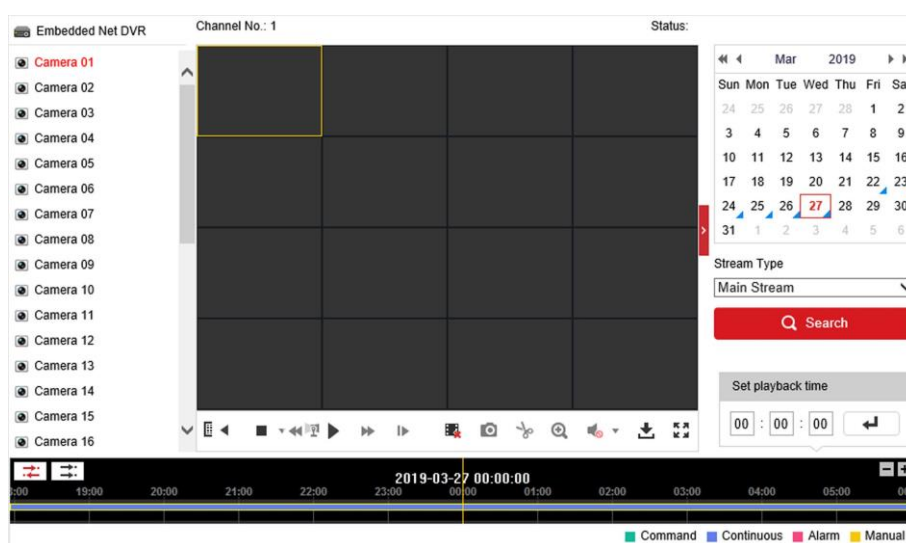 Embedded Net DVR
Camera 01
Camera 02
Camera 03
Camera 04
Camera 05
Camera 06
Camera 07
Camera 08
Camera 09
Camera 10
Camera 11
Camera 12
Camera 13
Camera 14
Camera 15
Camera 16
Channel No.: 1 Status:
Mar 2019
Sun Mon Tue Wed Thu Fri Sa
24 25 26 27 28 1 2
3 4 5 6 7 8 9
10 11 12 13 14 15 16
17 18 19 20 21 22 23
24 25 26 27 28 29 30
31 1 2 3 4 5 6
Stream Type
Main Stream
Search
Set playback time
00 : 00 : 00
2019-03-27 00:00:00
:00 19:00 20:00 21:00 22:00 23:00 00:00 01:00 02:00 03:00 04:00 05:00 0
Command Continuous Alarm Manual